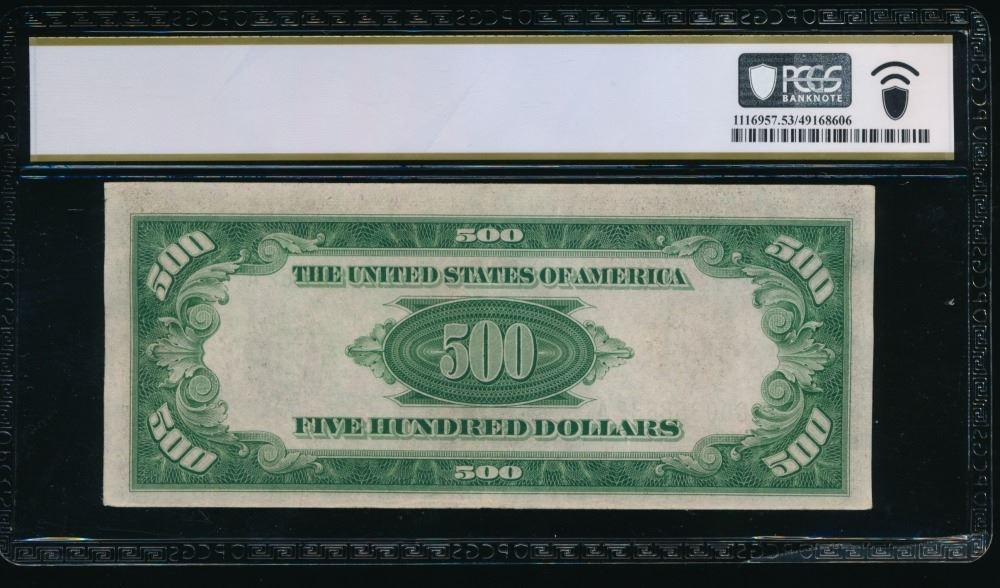 PCGS
BANKNOTE
1116957.53/49168606
500 500 500
THE UNITED STATES OF AMERICA
500
FIVE HUNDRED DOLLARS
500 500 500